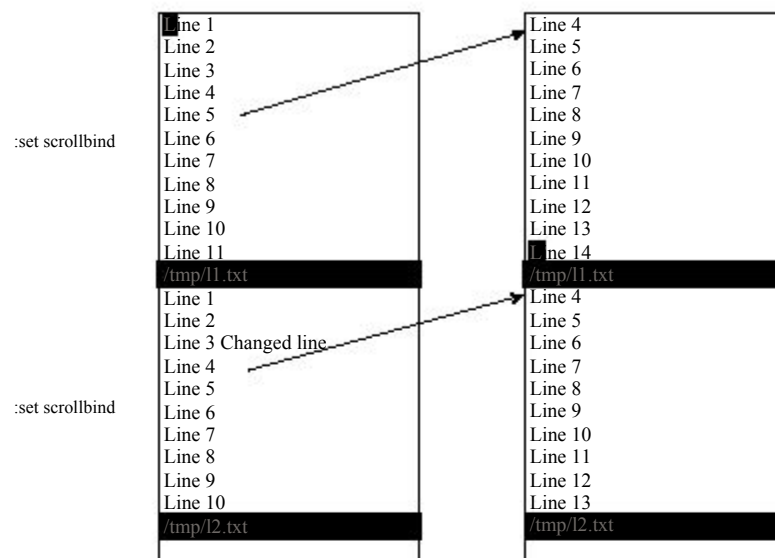 :set scrollbind
Line 1
Line 2
Line 3
Line 4
Line 5
Line 6
Line 7
Line 8
Line 9
Line 10
Line 11
/tmp/l1.txt
Line 4
Line 5
Line 6
Line 7
Line 8
Line 9
Line 10
Line 11
Line 12
Line 13
Line 14
/tmp/l1.txt
:set scrollbind
Line 1
Line 2
Line 3 Changed line
Line 4
Line 5
Line 6
Line 7
Line 8
Line 9
Line 10
/tmp/l2.txt
Line 4
Line 5
Line 6
Line 7
Line 8
Line 9
Line 10
Line 11
Line 12
Line 13
/tmp/l2.txt